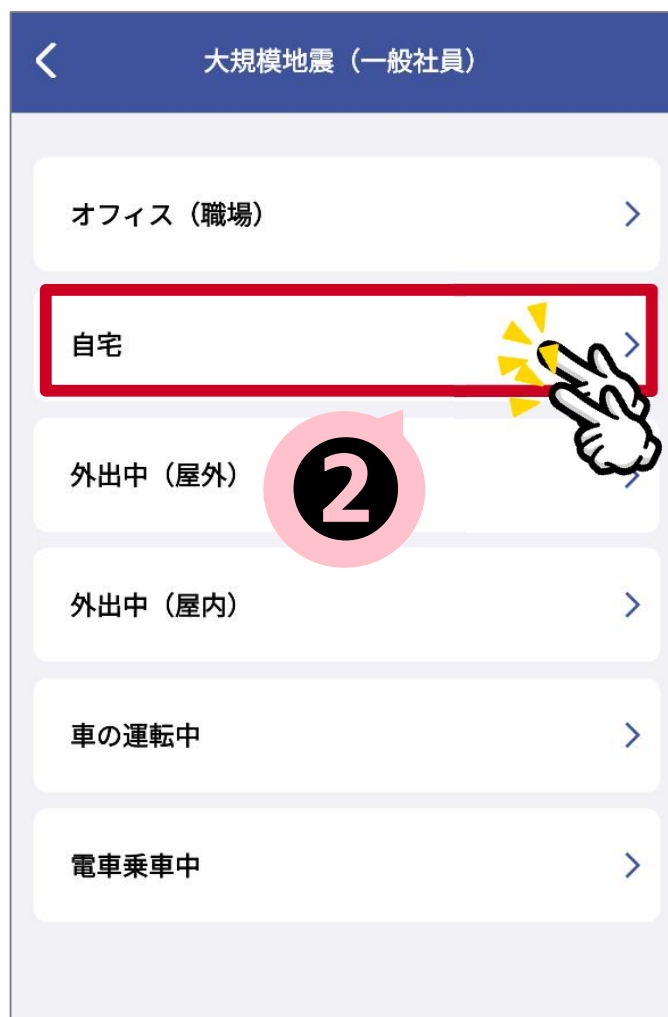 大規模地震（一般社員）
オフィス（職場）
自宅
外出中（屋外）
2
外出中（屋内）
車の運転中
電車乗車中